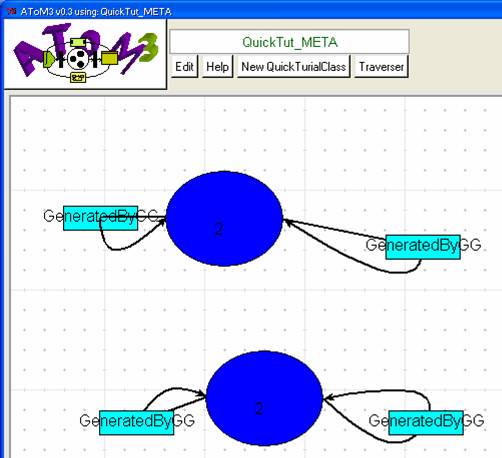 AToM3 v0.3 using: QuickTut_META
AToM3
QuickTut_META
Edit Help New QuickTurialClass Traverser
GeneratedByGG
2
GeneratedByGG
2
GeneratedByGG
GeneratedByGG